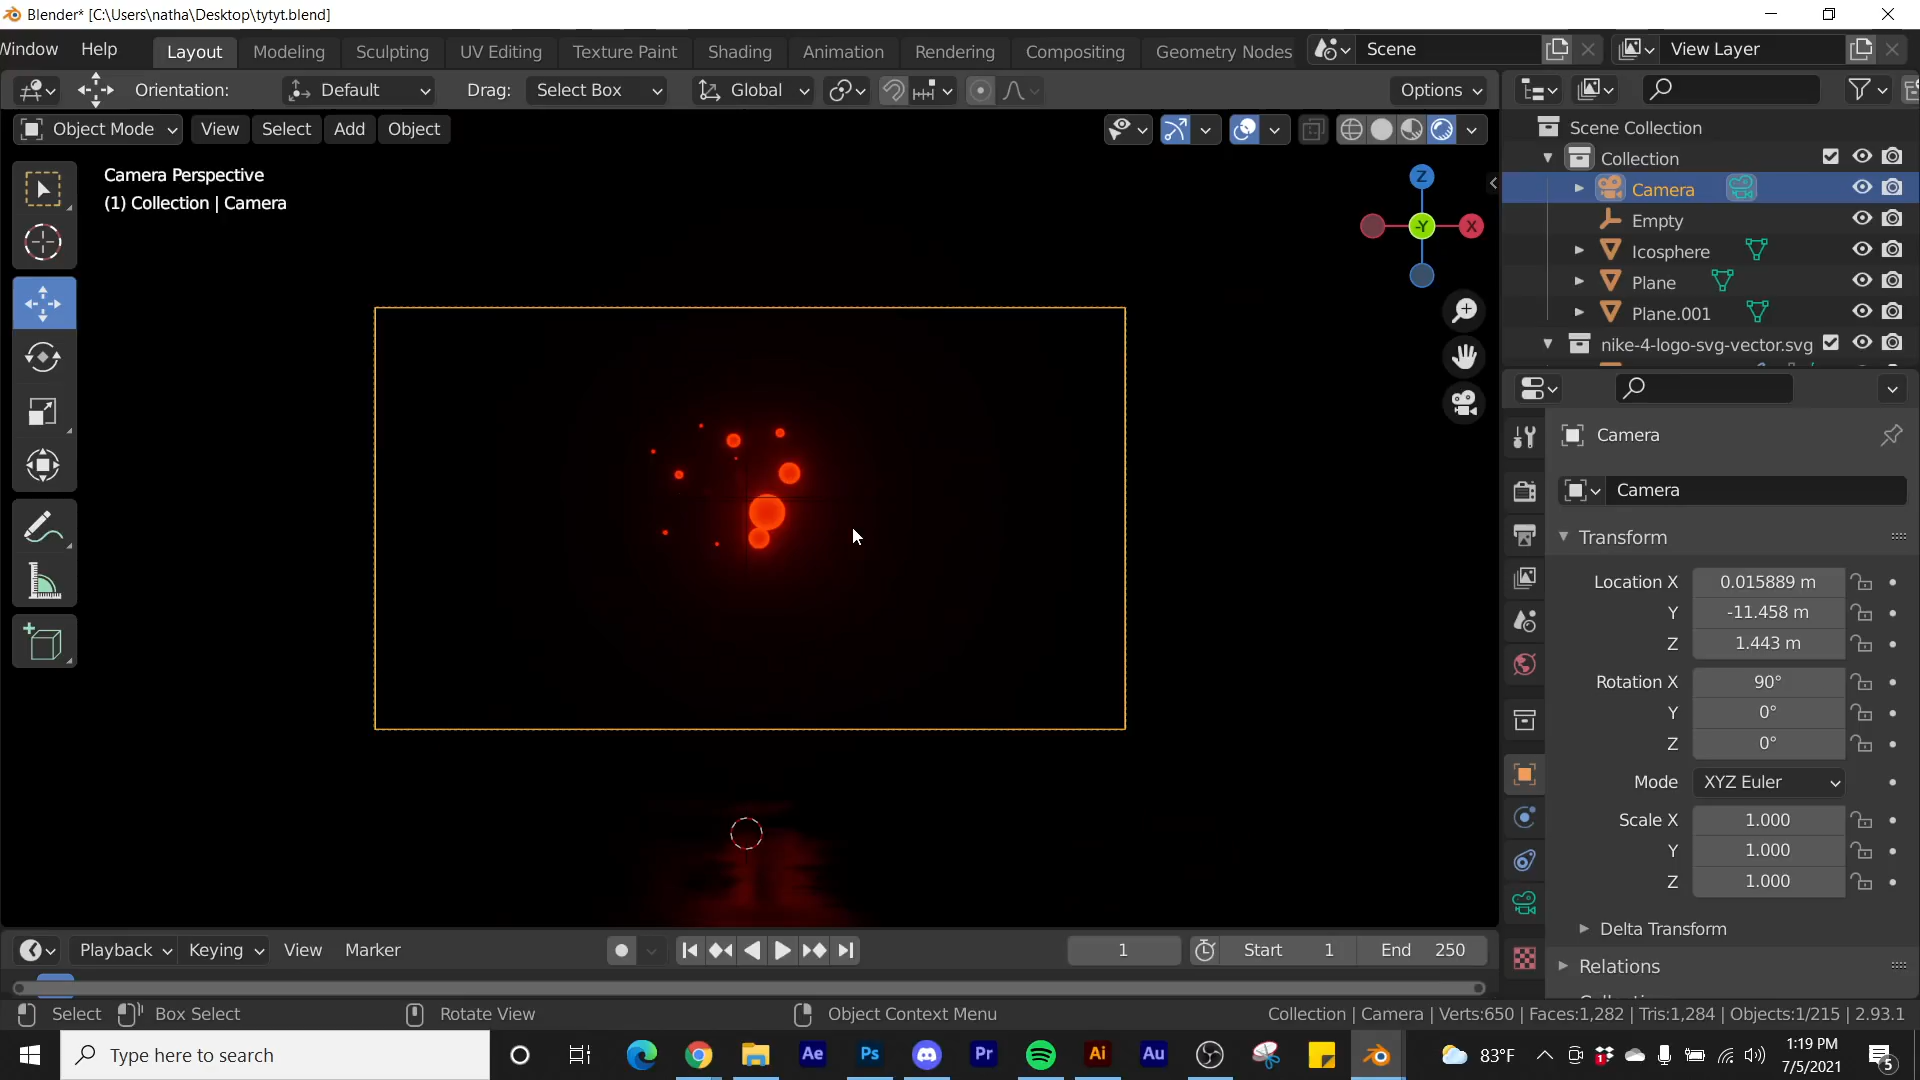 Blender* [C:\Users\natha\Desktop\tytyt.blend]
Window Help Layout Modeling Sculpting UV Editing Texture Paint Shading Animation Rendering Compositing Geometry Nodes Scene View Layer
Orientation: Default Drag: Select Box Global Options
Object Mode View Select Add Object
Camera Perspective
(1) Collection | Camera
Z
X
-Y
Scene Collection
Collection
Camera
Empty
Icosphere
Plane
Plane.001
nike-4-logo-svg-vector.svg
Camera
Camera
Transform
Location X 0.015889 m
Y -11.458 m
Z 1.443 m
Rotation X 90°
Y 0°
Z 0°
Mode XYZ Euler
Scale X 1.000
Y 1.000
Z 1.000
Delta Transform
Relations
Playback Keying View Marker 1 Start 1 End 250
Select Box Select Rotate View Object Context Menu Collection | Camera | Verts:650 | Faces:1,282 | Tris:1,284 | Objects:1/215 | 2.93.1
Type here to search Ae Ps Pr Ai Au 83°F 1:19 PM
7/5/2021 5